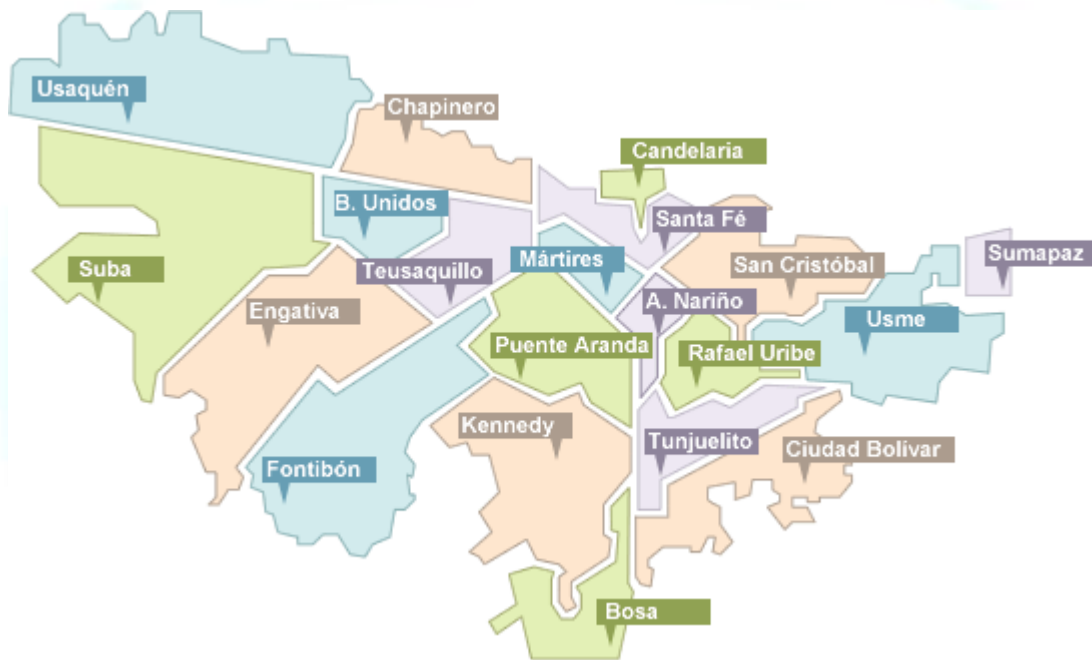 Usaquén
Chapinero
Candelaria
B. Unidos
Santa Fé
Suba
Teusaquillo
Mártires
San Cristóbal
Sumapaz
Engativa
A. Nariño
Usme
Puente Aranda
Rafael Uribe
Kennedy
Tunjuelito
Ciudad Bolívar
Fontibón
Bosa